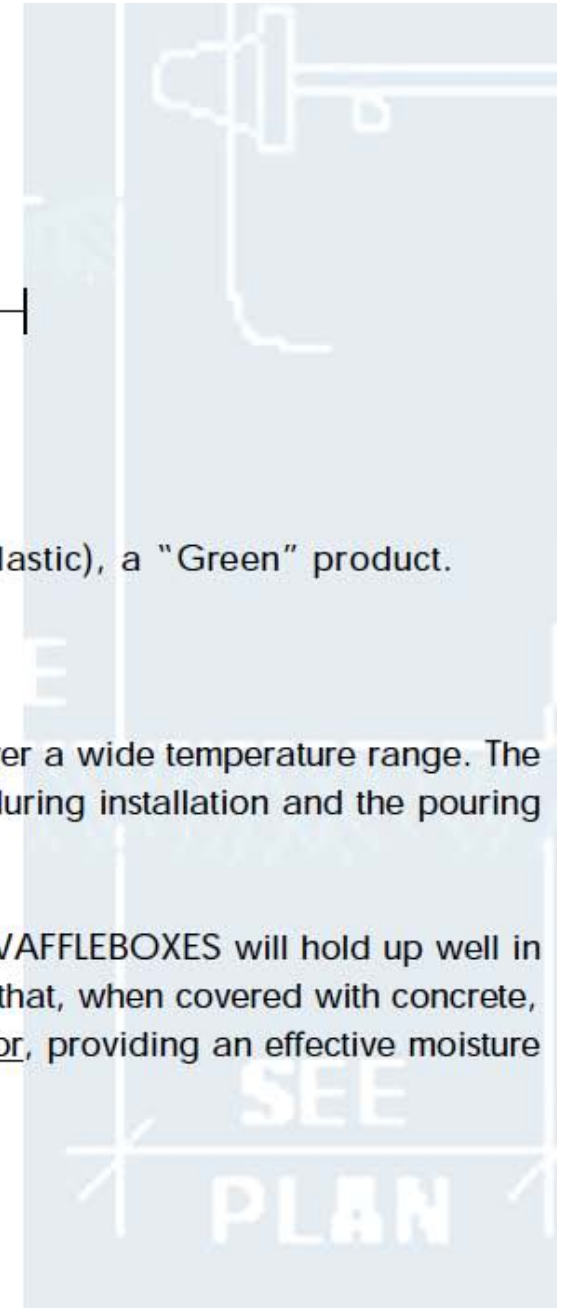 lastic), a “Green” product.
E
er a wide temperature range. The
during installation and the pouring
WAFFLEBOXES will hold up well in
that, when covered with concrete,
or, providing an effective moisture
SEE
PLAN